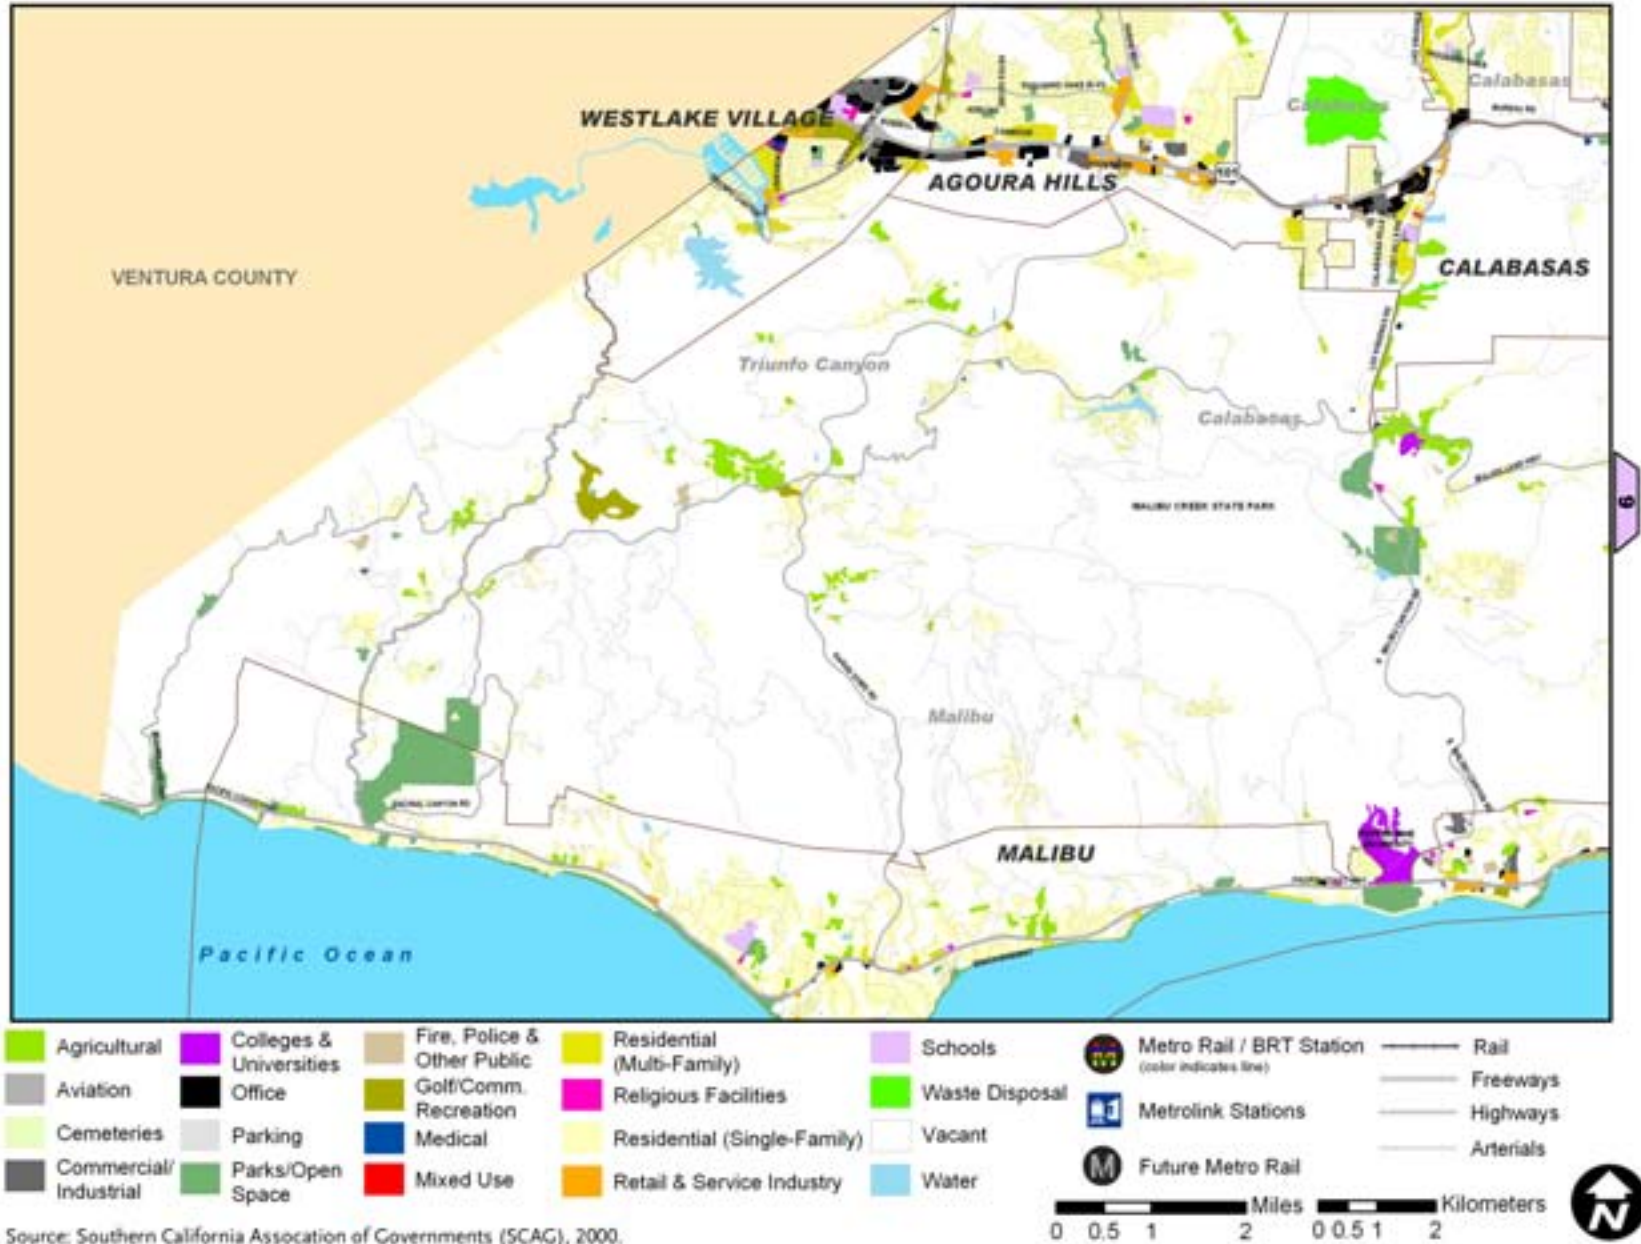 WESTLAKE VILLAGE
Calabasas
Calabasas
AGOURA HILLS
101
VENTURA COUNTY
CALABASAS
Triunfo Canyon
Calabasas
MALIBU CREEK STATE PARK
6
Malibu
MALIBU
Pacific Ocean
Agricultural
Aviation
Cemeteries
Commercial/
Industrial
Colleges &
Universities
Office
Parking
Parks/Open
Space
Fire, Police &
Other Public
Golf/Comm.
Recreation
Medical
Mixed Use
Residential
(Multi-Family)
Religious Facilities
Residential (Single-Family)
Retail & Service Industry
Schools
Waste Disposal
Vacant
Water
Metro Rail / BRT Station
(color indicates line)
Metrolink Stations
M
Future Metro Rail
Rail
Freeways
Highways
Arterials
Miles
0 0.5 1 2
Kilometers
0 0.5 1 2
N
Source: Southern California Assocation of Governments (SCAG), 2000.